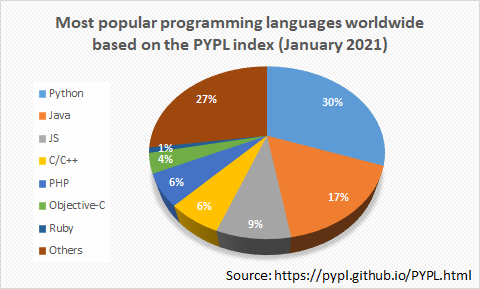 Most popular programming languages worldwide
based on the PYPL index (January 2021)
Python
Java
JS
C/C++
PHP
Objective-C
Ruby
Others
30%
17%
9%
6%
6%
4%
1%
27%
Source: https://pypl.github.io/PYPL.html